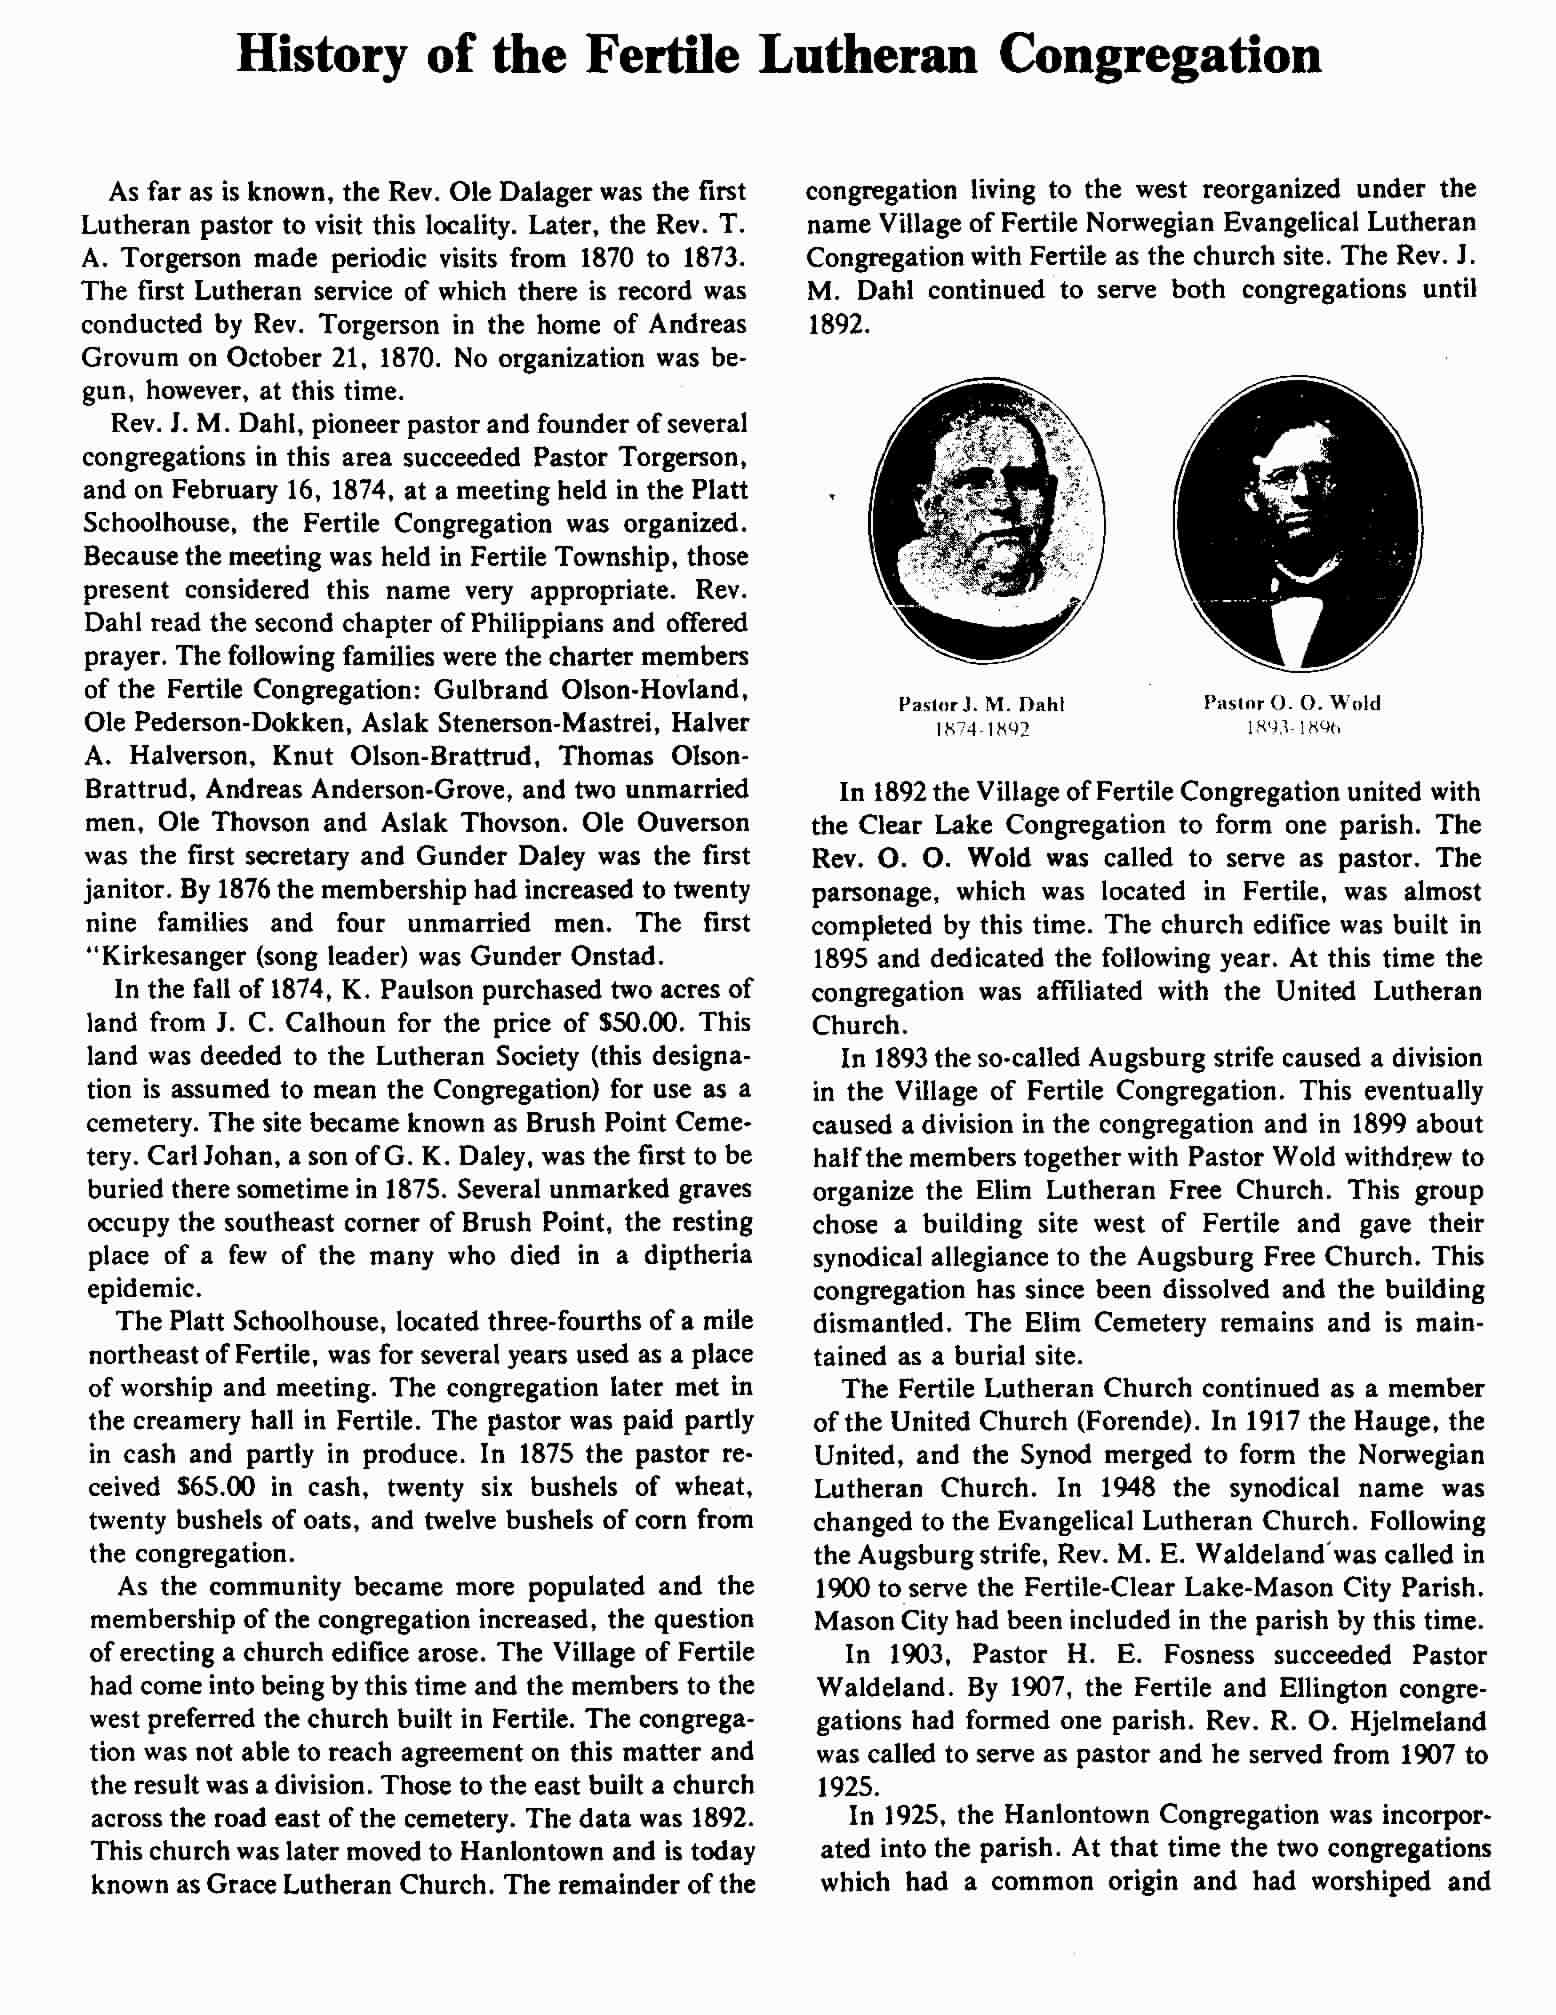 History of the Fertile Lutheran Congregation
As far as is known, the Rev. Ole Dalager was the first
Lutheran pastor to visit this locality. Later, the Rev. T.
A. Torgerson made periodic visits from 1870 to 1873.
The first Lutheran service of which there is record was
conducted by Rev. Torgerson in the home of Andreas
Grovum on October 21, 1870. No organization was be-
gun, however, at this time.
Rev. J. M. Dahl, pioneer pastor and founder of several
congregations in this area succeeded Pastor Torgerson,
and on February 16, 1874, at a meeting held in the Platt
Schoolhouse, the Fertile Congregation was organized.
Because the meeting was held in Fertile Township, those
present considered this name very appropriate. Rev.
Dahl read the second chapter of Philippians and offered
prayer. The following families were the charter members
of the Fertile Congregation: Gulbrand Olson-Hovland,
Ole Pederson-Dokken, Aslak Stenerson-Mastrei, Halver
A. Halverson, Knut Olson-Brattrud, Thomas Olson-
Brattrud, Andreas Anderson-Grove, and two unmarried
men, Ole Thovson and Aslak Thovson. Ole Ouverson
was the first secretary and Gunder Daley was the first
janitor. By 1876 the membership had increased to twenty
nine families and four unmarried men. The first
“Kirkesanger (song leader) was Gunder Onstad.
In the fall of 1874, K. Paulson purchased two acres of
land from J. C. Calhoun for the price of $50.00. This
land was deeded to the Lutheran Society (this designa-
tion is assumed to mean the Congregation) for use as a
cemetery. The site became known as Brush Point Ceme-
tery. Carl Johan, a son of G. K. Daley, was the first to be
buried there sometime in 1875. Several unmarked graves
occupy the southeast corner of Brush Point, the resting
place of a few of the many who died in a diptheria
epidemic.
The Platt Schoolhouse, located three-fourths of a mile
northeast of Fertile, was for several years used as a place
of worship and meeting. The congregation later met in
the creamery hall in Fertile. The pastor was paid partly
in cash and partly in produce. In 1875 the pastor re-
ceived $65.00 in cash, twenty six bushels of wheat,
twenty bushels of oats, and twelve bushels of corn from
the congregation.
As the community became more populated and the
membership of the congregation increased, the question
of erecting a church edifice arose. The Village of Fertile
had come into being by this time and the members to the
west preferred the church built in Fertile. The congrega-
tion was not able to reach agreement on this matter and
the result was a division. Those to the east built a church
across the road east of the cemetery. The data was 1892.
This church was later moved to Hanlontown and is today
known as Grace Lutheran Church. The remainder of the
congregation living to the west reorganized under the
name Village of Fertile Norwegian Evangelical Lutheran
Congregation with Fertile as the church site. The Rev. J.
M. Dahl continued to serve both congregations until
1892.
Pastor J. M. Dahl
1874-1892
Pastor O. O. Wold
1893-1896
In 1892 the Village of Fertile Congregation united with
the Clear Lake Congregation to form one parish. The
Rev. O. O. Wold was called to serve as pastor. The
parsonage, which was located in Fertile, was almost
completed by this time. The church edifice was built in
1895 and dedicated the following year. At this time the
congregation was affiliated with the United Lutheran
Church.
In 1893 the so-called Augsburg strife caused a division
in the Village of Fertile Congregation. This eventually
caused a division in the congregation and in 1899 about
half the members together with Pastor Wold withdrew to
organize the Elim Lutheran Free Church. This group
chose a building site west of Fertile and gave their
synodical allegiance to the Augsburg Free Church. This
congregation has since been dissolved and the building
dismantled. The Elim Cemetery remains and is main-
tained as a burial site.
The Fertile Lutheran Church continued as a member
of the United Church (Forende). In 1917 the Hauge, the
United, and the Synod merged to form the Norwegian
Lutheran Church. In 1948 the synodical name was
changed to the Evangelical Lutheran Church. Following
the Augsburg strife, Rev. M. E. Waldeland was called in
1900 to serve the Fertile-Clear Lake-Mason City Parish.
Mason City had been included in the parish by this time.
In 1903, Pastor H. E. Fosness succeeded Pastor
Waldeland. By 1907, the Fertile and Ellington congre-
gations had formed one parish. Rev. R. O. Hjelmeland
was called to serve as pastor and he served from 1907 to
1925.
In 1925, the Hanlontown Congregation was incorpor-
ated into the parish. At that time the two congregations
which had a common origin and had worshiped and